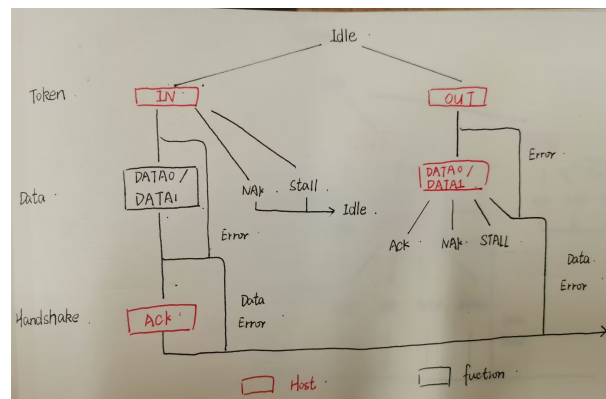 Idle
Token
IN
OUT
Error
DATA0 /
DATA1
NAK
Stall
Idle
DATA0 /
DATA1
Data
Error
Ack
NAK
STALL
Data
Error
Data
Error
Handshake
ACK
Host
fuction